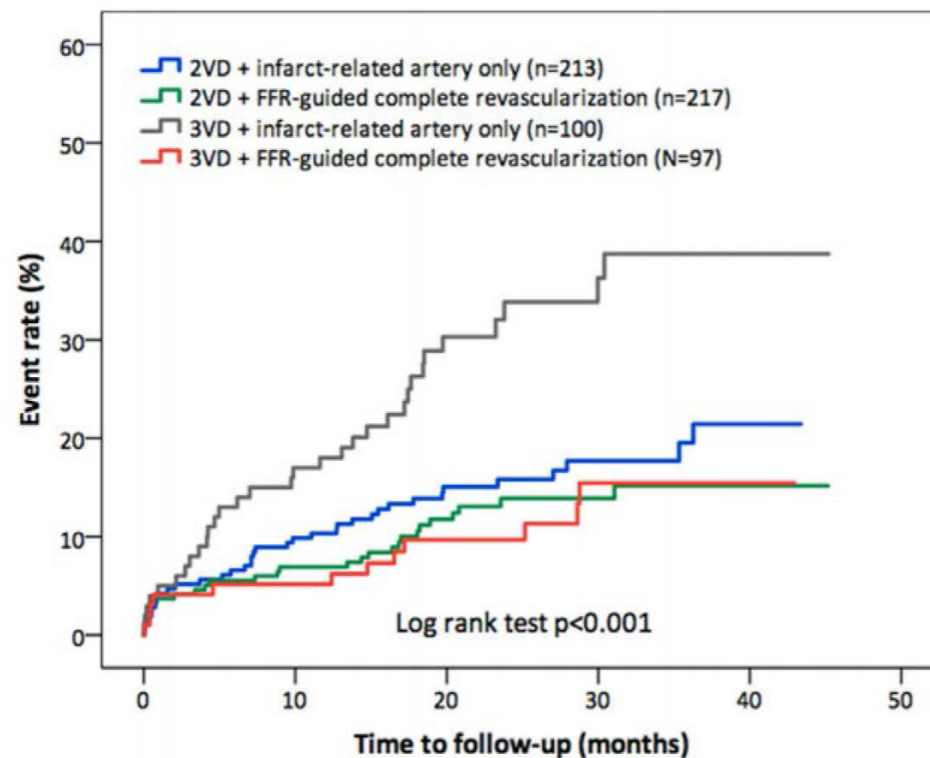 60
50
40
30
20
10
0
Event rate (%)
2VD + infarct-related artery only (n=213)
2VD + FFR-guided complete revascularization (n=217)
3VD + infarct-related artery only (n=100)
3VD + FFR-guided complete revascularization (N=97)
Log rank test p<0.001
0 10 20 30 40 50
Time to follow-up (months)